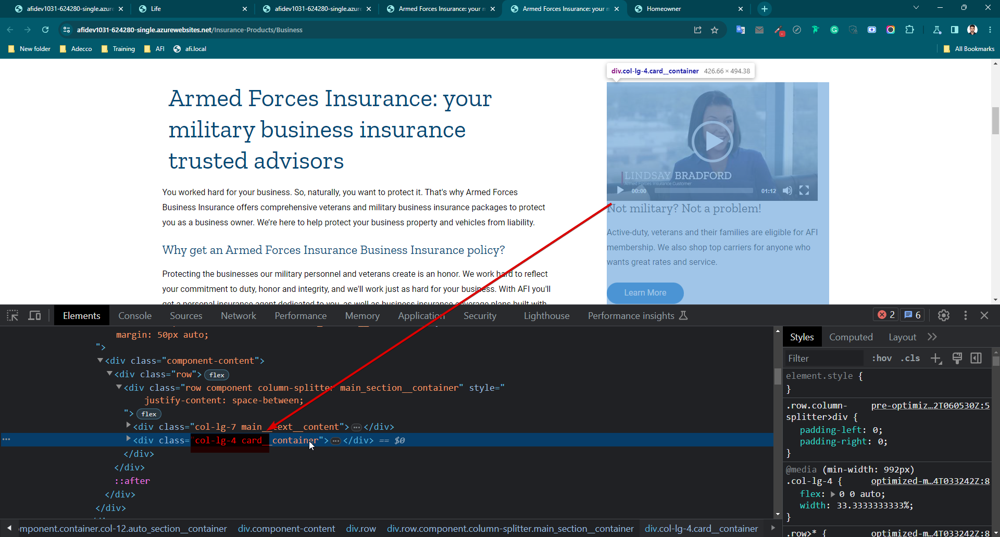 afidev1031-624280-single.azure
Life
afidev1031-624280-single.azure
Armed Forces Insurance: your m
Armed Forces Insurance: your m
Homeowner
afidev1031-624280-single.azurewebsites.net/Insurance-Products/Business
New folder
Adecco
Training
AFI
afi.local
All Bookmarks
div.col-lg-4.card__container 426.66 × 494.38
Armed Forces Insurance: your
military business insurance
trusted advisors
You worked hard for your business. So, naturally, you want to protect it. That's why Armed Forces
Business Insurance offers comprehensive veterans and military business insurance packages to protect
you as a business owner. We're here to help protect your business property and vehicles from liability.
Why get an Armed Forces Insurance Business Insurance policy?
Protecting the businesses our military personnel and veterans create is an honor. We work hard to reflect
your commitment to duty, honor and integrity, and we'll work just as hard for your business. With AFI you'll
get a personal insurance agent dedicated to you, as well as business insurance coverage plans built with
LINDSAY BRADFORD
Armed Forces Insurance Customer
00:00
01:12
Not military? Not a problem!
Active-duty, veterans and their families are eligible for AFI
membership. We also shop top carriers for anyone who
wants great rates and service.
Learn More
Elements Console Sources Network Performance Memory Application Security Lighthouse Performance insights 2 6
margin: 50px auto;
">
<div class="component-content">
<div class="row"> flex
<div class="row component column-splitter main_section__container" style="
justify-content: space-between;
"> flex
<div class="col-lg-7 main__text__content"> … </div>
<div class="col-lg-4 card__container"> … </div> == $0
</div>
</div>
::after
</div>
</div>
mponent.container.col-12.auto_section__container div.component-content div.row div.row.component.column-splitter.main_section__container div.col-lg-4.card__container
Styles Computed Layout
Filter :hov .cls
element.style {
}
.row.column- pre-optimiz…2T060530Z:5
splitter>div {
padding-left: 0;
padding-right: 0;
}
@media (min-width: 992px)
.col-lg-4 { optimized-m…4T033242Z:8
flex: 0 0 auto;
width: 33.3333333333%;
}
.row>* { optimized-m…4T033242Z:8